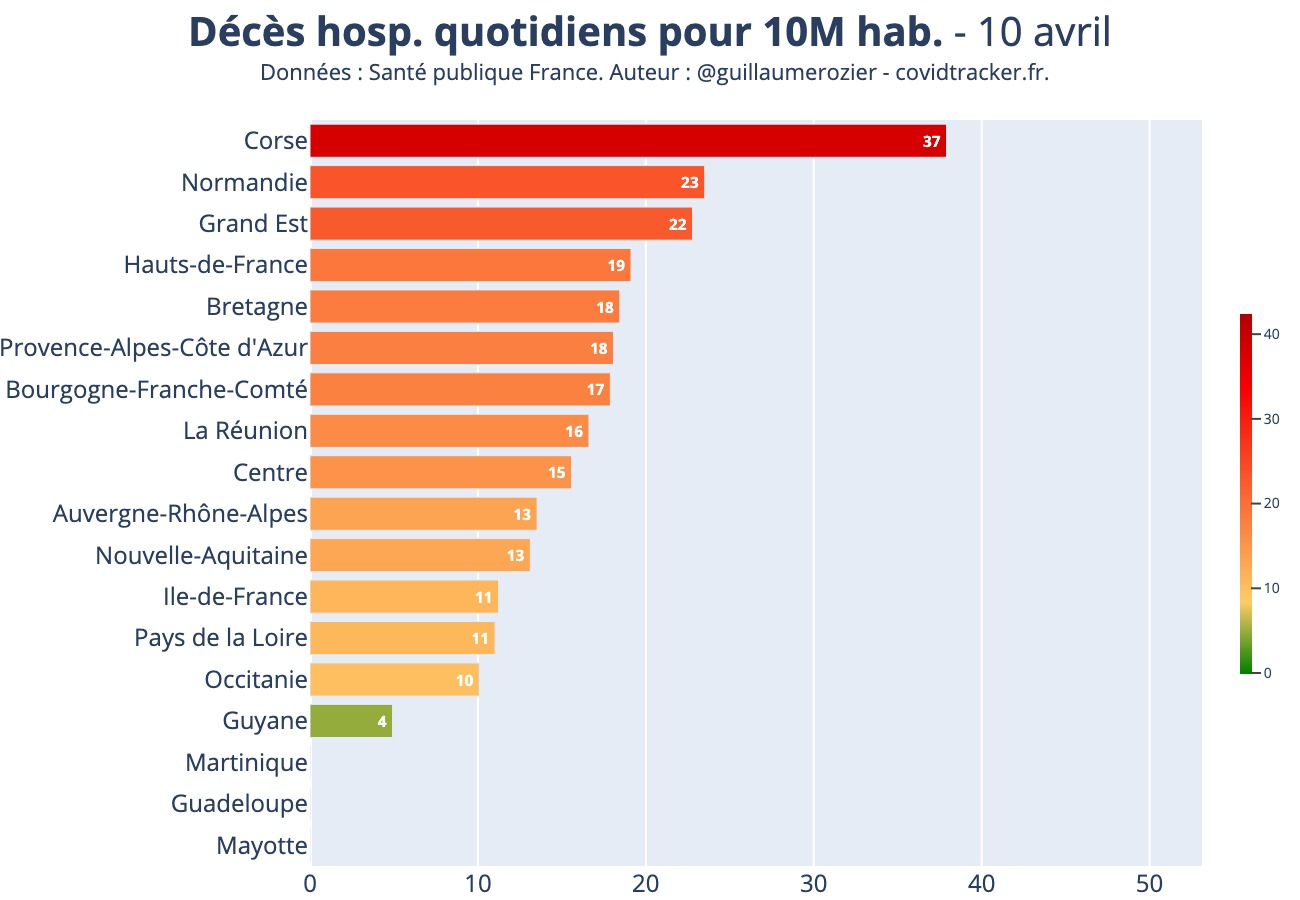 Décès hosp. quotidiens pour 10M hab. - 10 avril
Données : Santé publique France. Auteur : @guillaumerozier - covidtracker.fr.
Corse 37
Normandie 23
Grand Est 22
Hauts-de-France 19
Bretagne 18
Provence-Alpes-Côte d'Azur 18
Bourgogne-Franche-Comté 17
La Réunion 16
Centre 15
Auvergne-Rhône-Alpes 13
Nouvelle-Aquitaine 13
Ile-de-France 11
Pays de la Loire 11
Occitanie 10
Guyane 4
Martinique
Guadeloupe
Mayotte
0 10 20 30 40 50
40
30
20
10
0